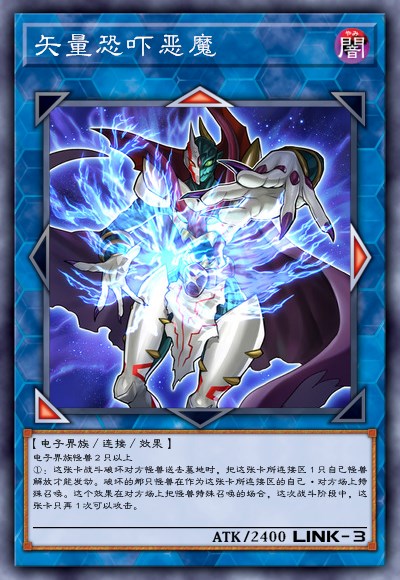 矢量恐吓恶魔
やみ
闇
【电子界族／连接／效果】
电子界族怪兽２只以上
①：这张卡战斗破坏对方怪兽送去墓地时，把这张卡所连接区１只自己怪兽
解放才能发动。破坏的那只怪兽在作为这张卡所连接区的自己·对方场上特
殊召唤。这个效果在对方场上把怪兽特殊召唤的场合，这次战斗阶段中，这
张卡只再１次可以攻击。
ATK/2400 LINK-3